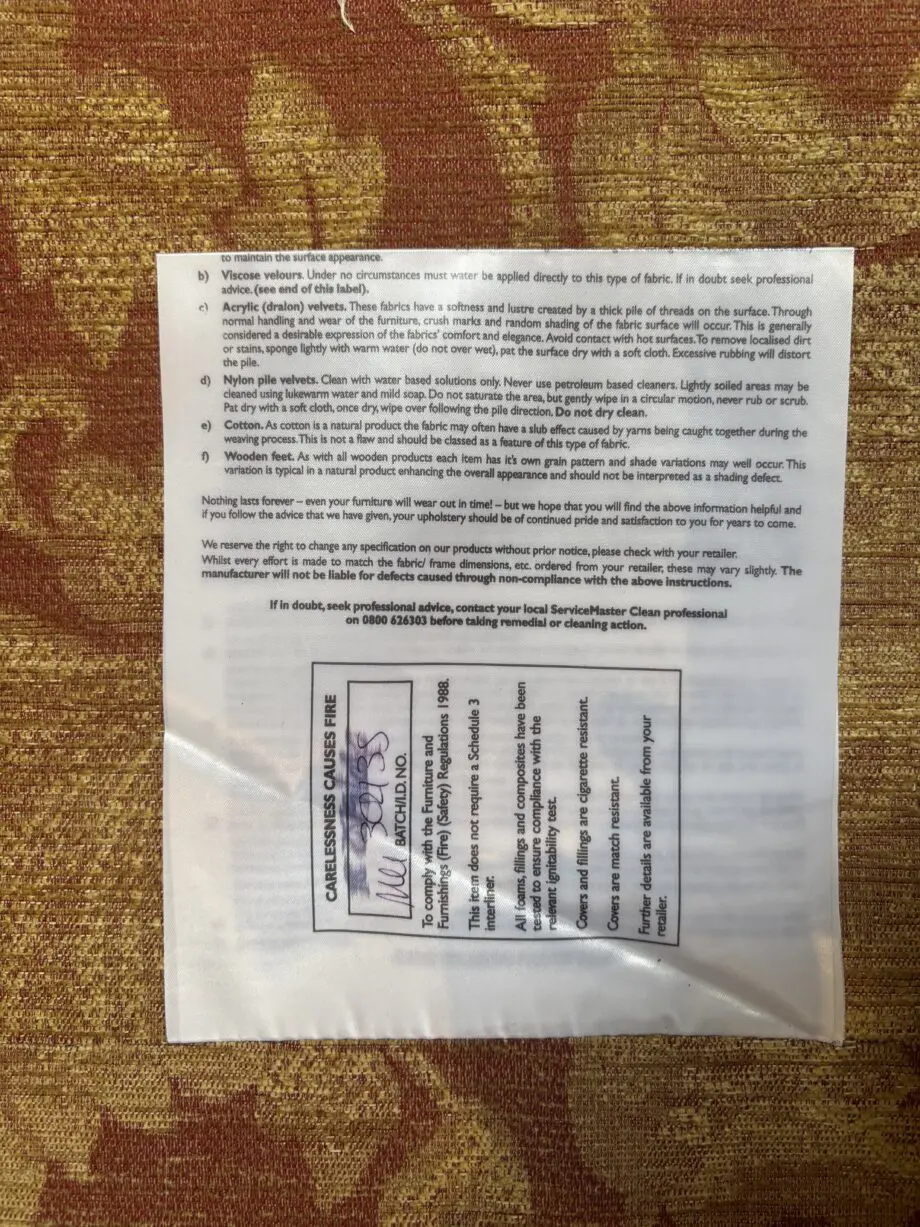 to maintain the surface appearance.
b) Viscose velours. Under no circumstances must water be applied directly to this type of fabric. If in doubt seek professional
advice. (see end of this label).
c) Acrylic (dralon) velvets. These fabrics have a softness and lustre created by a thick pile of threads on the surface. Through
normal handling and wear of the furniture, crush marks and random shading of the fabric surface will occur. This is generally
considered a desirable expression of the fabrics' comfort and elegance. Avoid contact with hot surfaces. To remove localised dirt
or stains, sponge lightly with warm water (do not over wet), pat the surface dry with a soft cloth. Excessive rubbing will distort
the pile.
d) Nylon pile velvets. Clean with water based solutions only. Never use petroleum based cleaners. Lightly soiled areas may be
cleaned using lukewarm water and mild soap. Do not saturate the area, but gently wipe in a circular motion, never rub or scrub.
Pat dry with a soft cloth, once dry, wipe over following the pile direction. Do not dry clean.
e) Cotton. As cotton is a natural product the fabric may often have a slub effect caused by yarns being caught together during the
weaving process. This is not a flaw and should be classed as a feature of this type of fabric.
f) Wooden feet. As with all wooden products each item has it's own grain pattern and shade variations may well occur. This
variation is typical in a natural product enhancing the overall appearance and should not be interpreted as a shading defect.
Nothing lasts forever – even your furniture will wear out in time! – but we hope that you will find the above information helpful and
if you follow the advice that we have given, your upholstery should be of continued pride and satisfaction to you for years to come.
We reserve the right to change any specification on our products without prior notice, please check with your retailer.
Whilst every effort is made to match the fabric/ frame dimensions, etc. ordered from your retailer, these may vary slightly. The
manufacturer will not be liable for defects caused through non-compliance with the above instructions.
If in doubt, seek professional advice, contact your local ServiceMaster Clean professional
on 0800 626303 before taking remedial or cleaning action.
CARELESSNESS CAUSES FIRE
BATCH/I.D. NO.
To comply with the Furniture and
Furnishings (Fire) (Safety) Regulations 1988.
This item does not require a Schedule 3
interliner.
All foams, fillings and composites have been
tested to ensure compliance with the
relevant ignitability test.
Covers and fillings are cigarette resistant.
Covers are match resistant.
Further details are available from your
retailer.